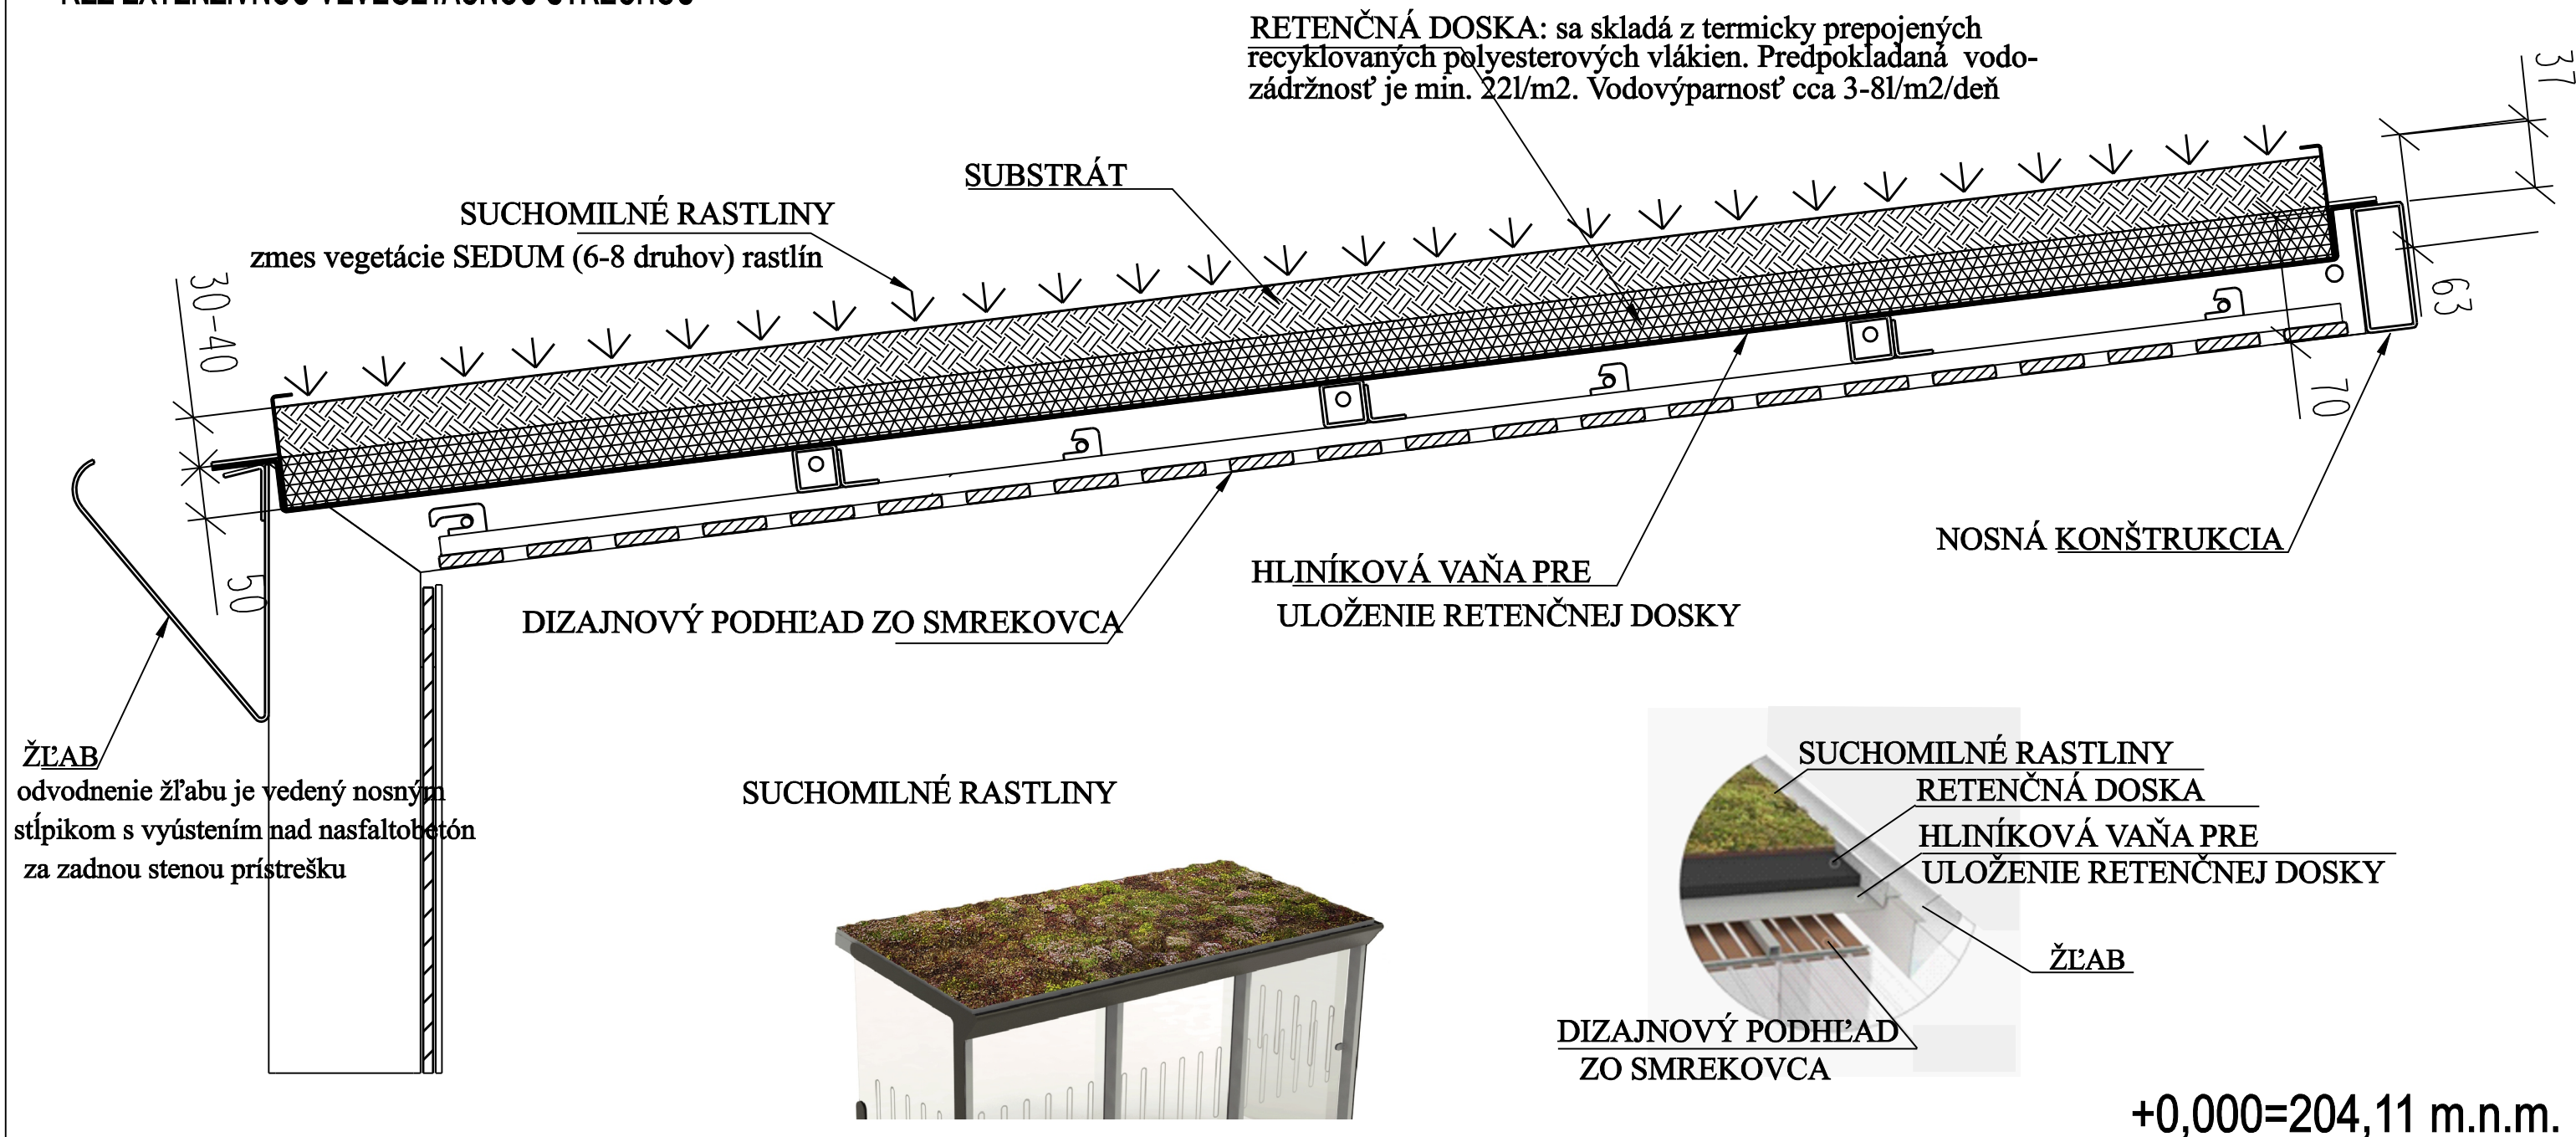 REZ EXTENZÍVNOU VEVEGETAČNOU STRECHOU
RETENČNÁ DOSKA: sa skladá z termicky prepojených
recyklovaných polyesterových vlákien. Predpokladaná vodo-
zádržnosť je min. 22l/m2. Vodovýparnosť cca 3-8l/m2/deň
37
SUBSTRÁT
SUCHOMILNÉ RASTLINY
zmes vegetácie SEDUM (6-8 druhov) rastlín
30-40
63
70
50
NOSNÁ KONŠTRUKCIA
HLINÍKOVÁ VAŇA PRE
ULOŽENIE RETENČNEJ DOSKY
DIZAJNOVÝ PODHĽAD ZO SMREKOVCA
ŽĽAB
odvodnenie žľabu je vedený nosným
stĺpikom s vyústením nad nasfaltobetón
za zadnou stenou prístrešku
SUCHOMILNÉ RASTLINY
SUCHOMILNÉ RASTLINY
RETENČNÁ DOSKA
HLINÍKOVÁ VAŇA PRE
ULOŽENIE RETENČNEJ DOSKY
ŽĽAB
DIZAJNOVÝ PODHĽAD
ZO SMREKOVCA
+0,000=204,11 m.n.m.